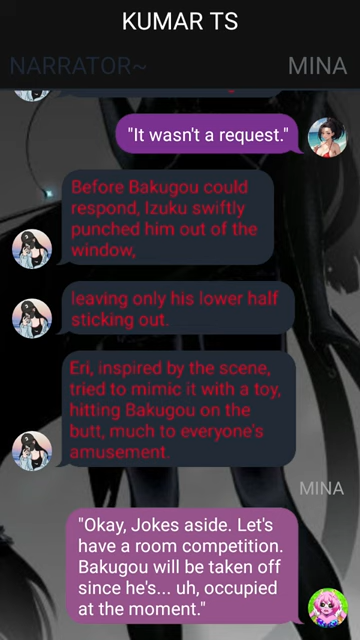 KUMAR TS
NARRATOR~
MINA
"It wasn't a request."
Before Bakugou could
respond, Izuku swiftly
punched him out of the
window,
leaving only his lower half
sticking out.
Eri, inspired by the scene,
tried to mimic it with a toy,
hitting Bakugou on the
butt, much to everyone's
amusement.
MINA
"Okay, Jokes aside. Let's
have a room competition.
Bakugou will be taken off
since he's... uh, occupied
at the moment."